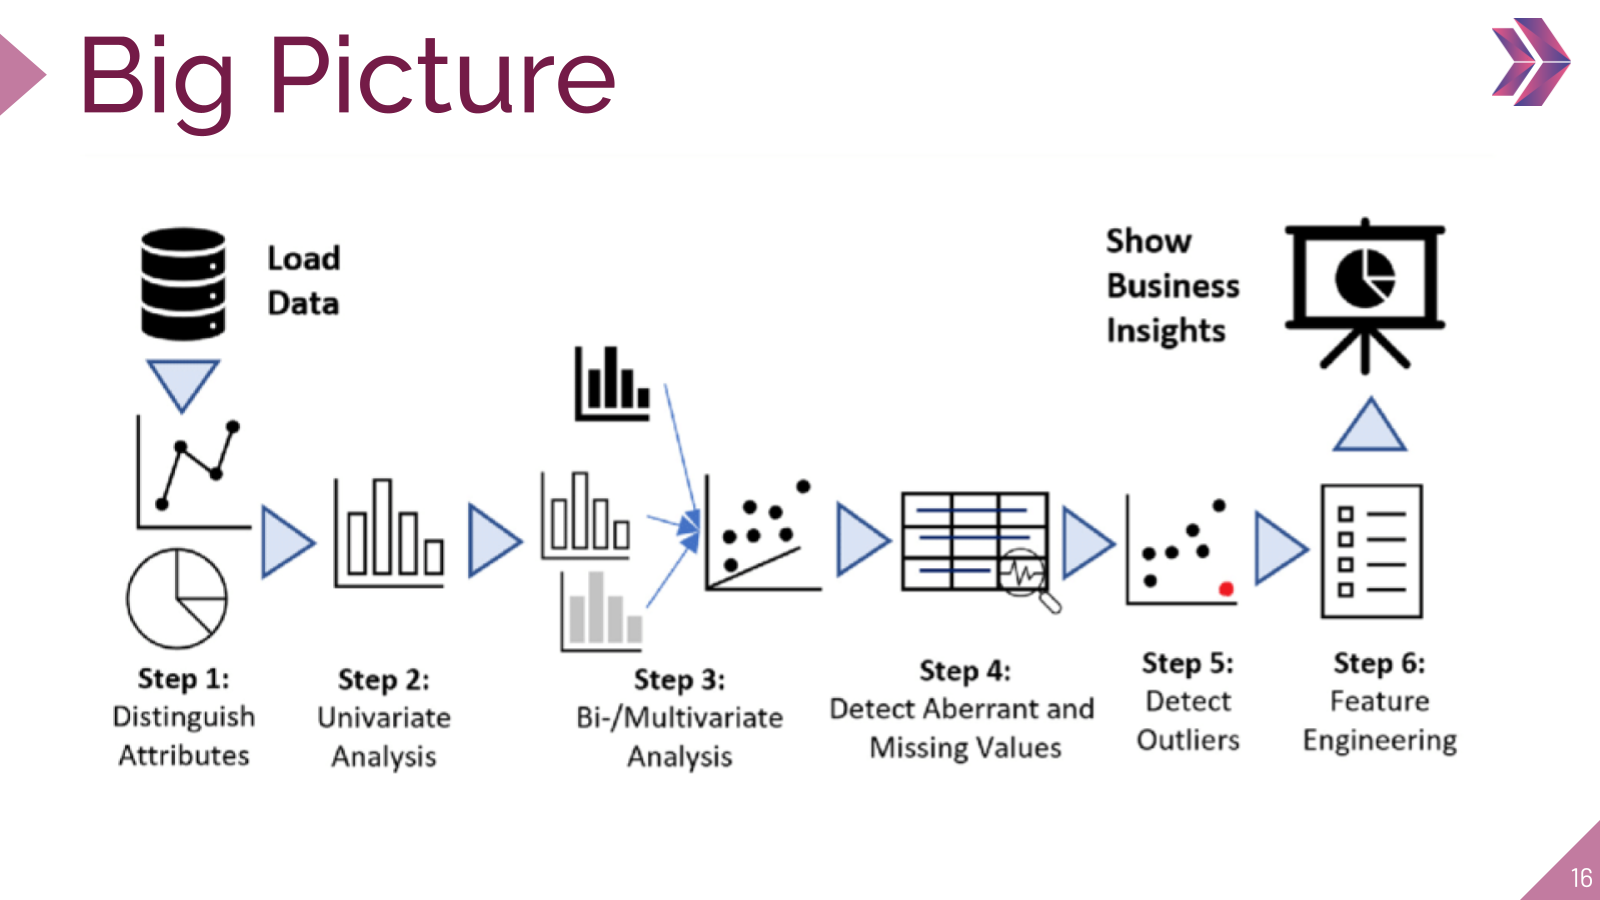 Big Picture
Load
Data
Show
Business
Insights
Step 1:
Distinguish
Attributes
Step 2:
Univariate
Analysis
Step 3:
Bi-/Multivariate
Analysis
Step 4:
Detect Aberrant and
Missing Values
Step 5:
Detect
Outliers
Step 6:
Feature
Engineering
16